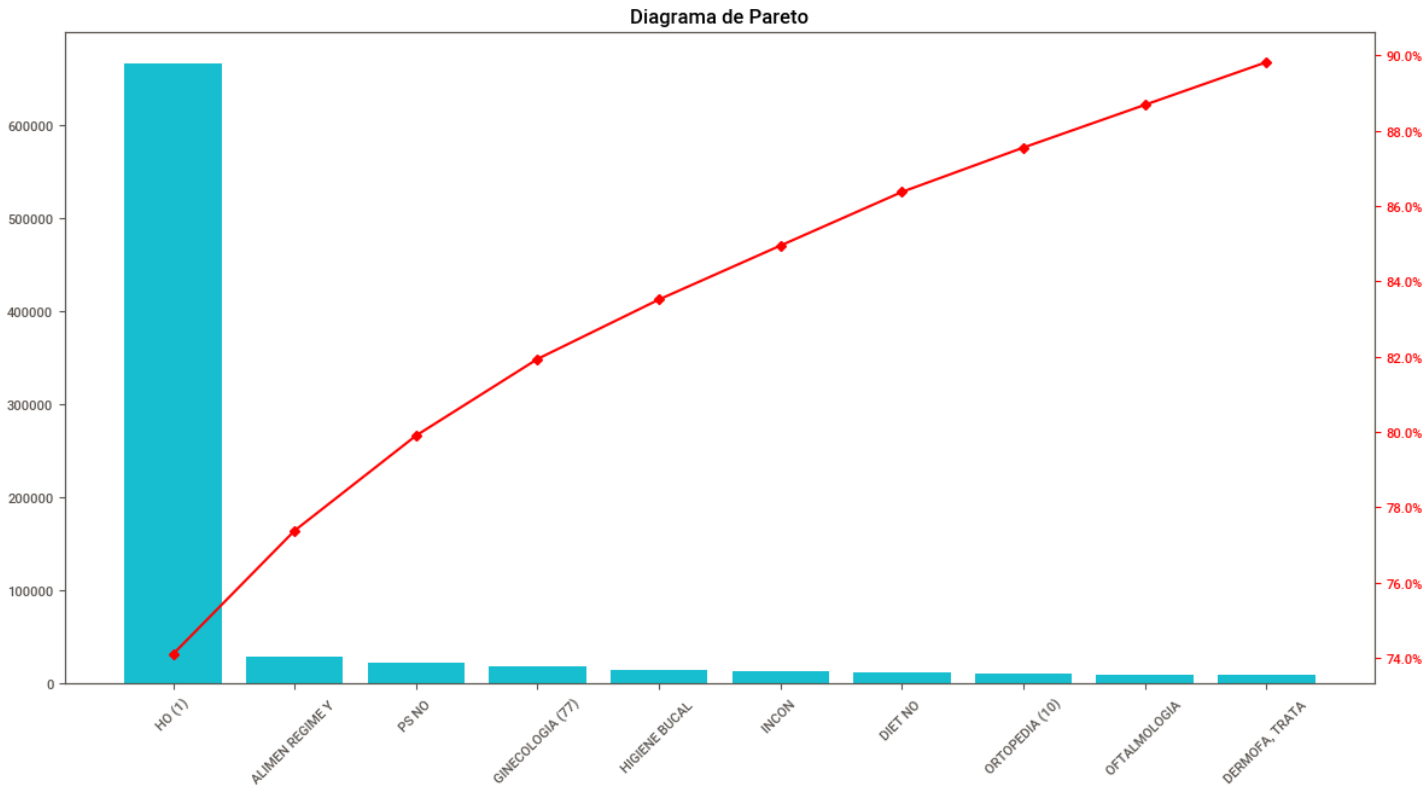 Diagrama de Pareto
600000
500000
400000
300000
200000
100000
0
90.0%
88.0%
86.0%
84.0%
82.0%
80.0%
78.0%
76.0%
74.0%
HO (1)
ALIMEN REGIME Y
PS NO
GINECOLOGIA (77)
HIGIENE BUCAL
INCON
DIET NO
ORTOPEDIA (10)
OFTALMOLOGIA
DERMOFA, TRATA